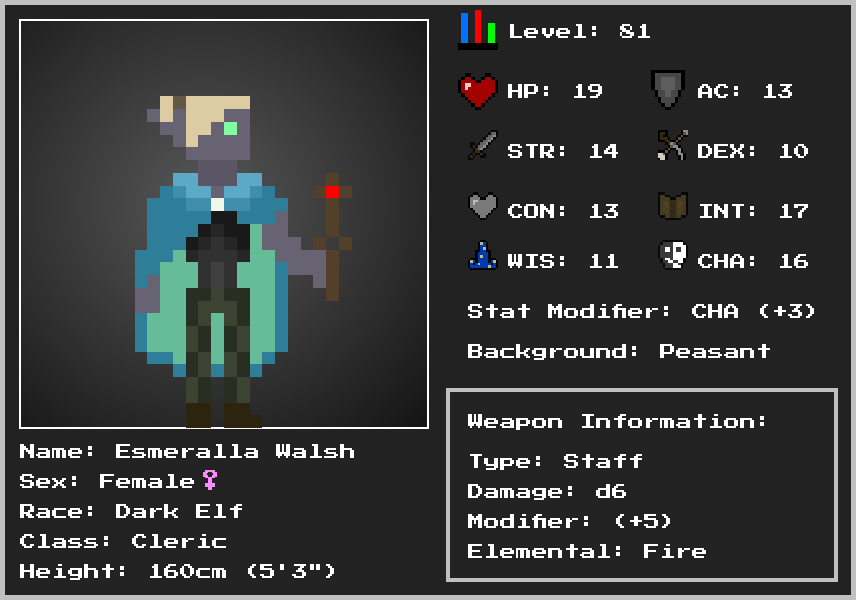 Level: 81
HP: 19 AC: 13
STR: 14 DEX: 10
CON: 13 INT: 17
WIS: 11 CHA: 16
Stat Modifier: CHA (+3)
Background: Peasant
Name: Esmeralla Walsh
Sex: Female♀
Race: Dark Elf
Class: Cleric
Height: 160cm (5'3")
Weapon Information:
Type: Staff
Damage: d6
Modifier: (+5)
Elemental: Fire